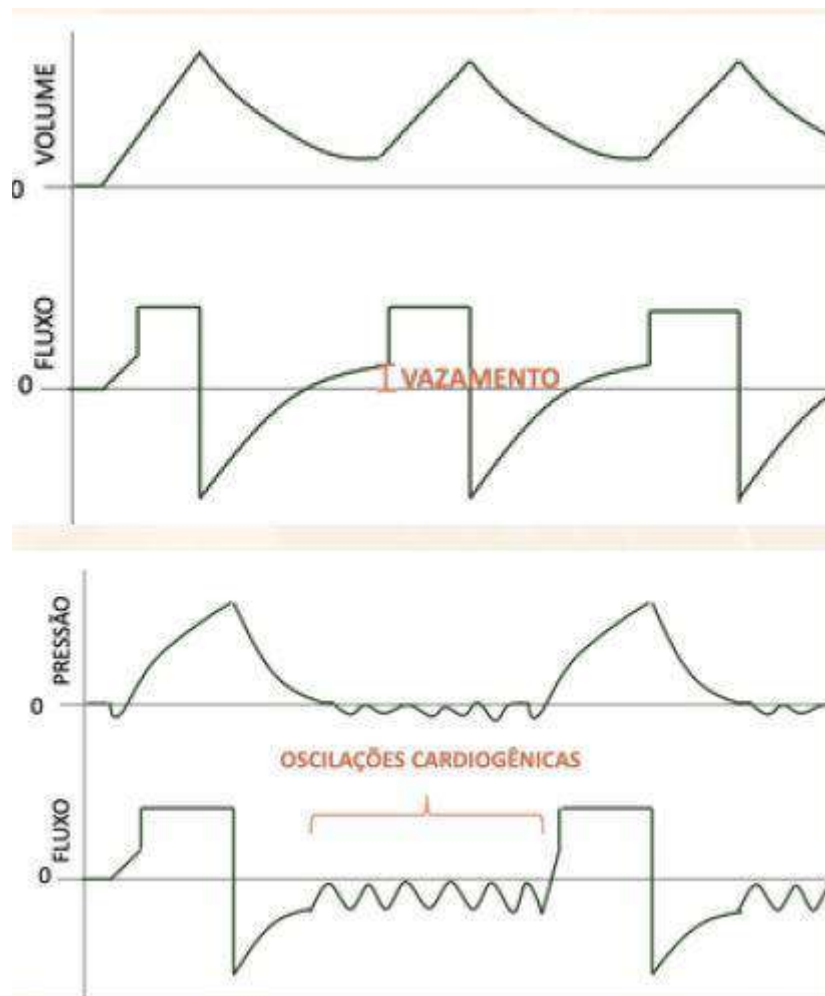 VOLUME
0
FLUXO
0
VAZAMENTO
PRESSÃO
0
OSCILAÇÕES CARDIOGÊNICAS
FLUXO
0